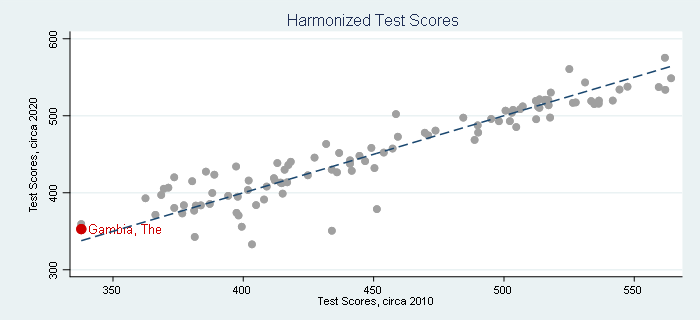 Harmonized Test Scores
Test Scores, circa 2020
600
500
400
300
Gambia, The
350
400
450
500
550
Test Scores, circa 2010